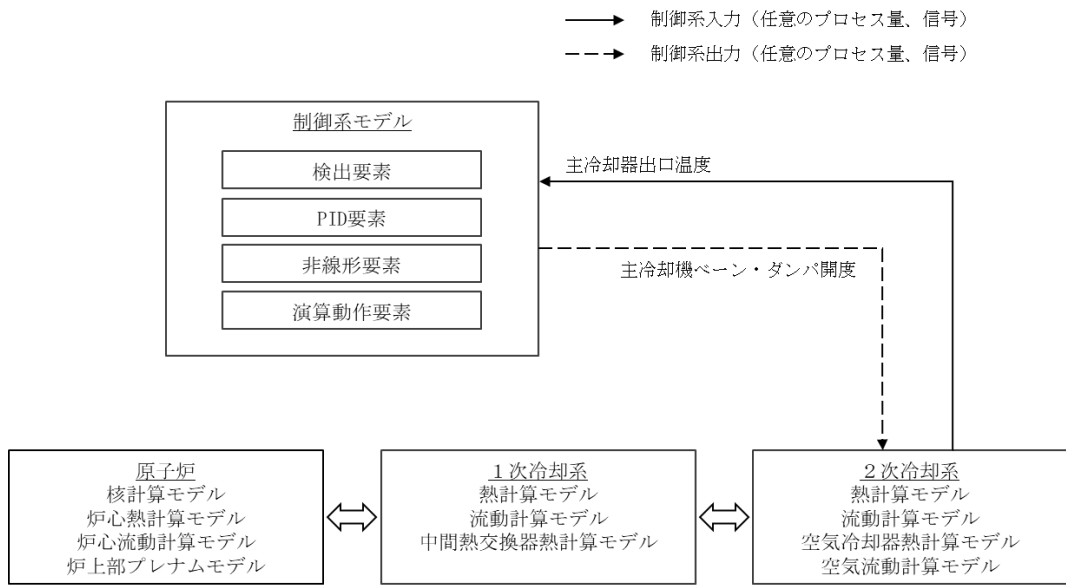 制御系入力（任意のプロセス量、信号）
制御系出力（任意のプロセス量、信号）
制御系モデル
検出要素
PID要素
非線形要素
演算動作要素
主冷却器出口温度
主冷却機ベーン・ダンパ開度
原子炉
核計算モデル
炉心熱計算モデル
炉心流動計算モデル
炉上部プレナムモデル
１次冷却系
熱計算モデル
流動計算モデル
中間熱交換器熱計算モデル
２次冷却系
熱計算モデル
流動計算モデル
空気冷却器熱計算モデル
空気流動計算モデル